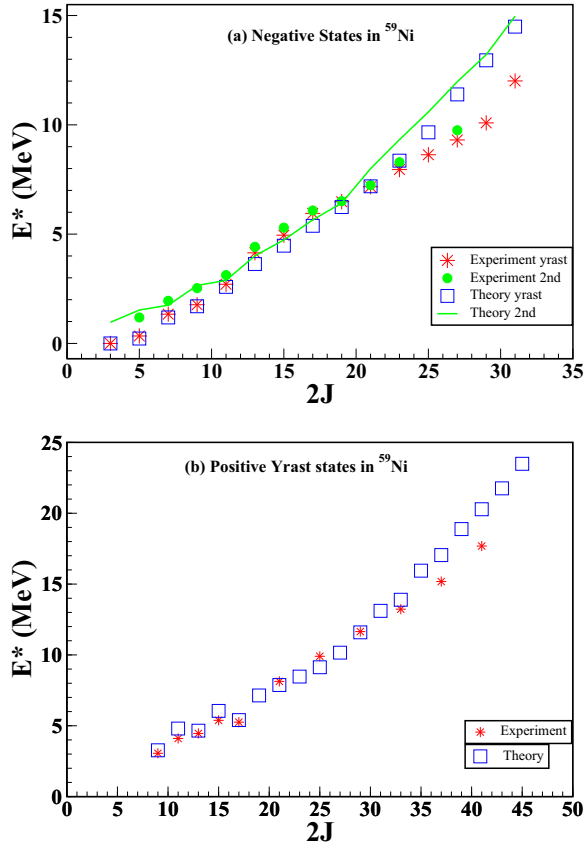 15
10
5
0
E* (MeV)
(a) Negative States in ⁵⁹Ni
Experiment yrast
Experiment 2nd
Theory yrast
Theory 2nd
0 5 10 15 20 25 30 35
2J
25
20
15
10
5
0
E* (MeV)
(b) Positive Yrast states in ⁵⁹Ni
Experiment
Theory
0 5 10 15 20 25 30 35 40 45 50
2J